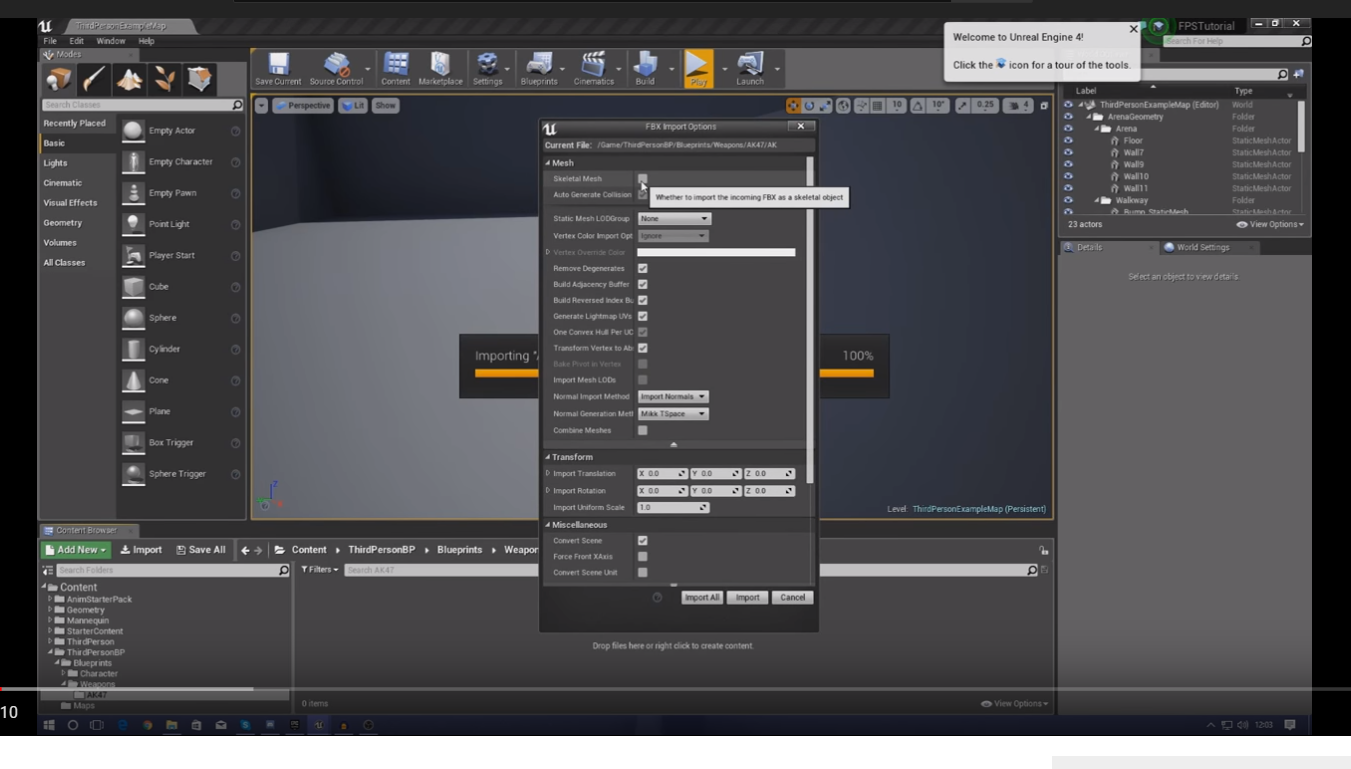 ThirdPersonExampleMap
FPSTutorial
File Edit Window Help
Search For Help
Welcome to Unreal Engine 4!
Click the icon for a tour of the tools.
Modes
Save Current Source Control Content Marketplace Settings Blueprints Cinematics Build Play Launch
Search Classes
Recently Placed
Basic
Lights
Cinematic
Visual Effects
Geometry
Volumes
All Classes
Empty Actor
Empty Character
Empty Pawn
Point Light
Player Start
Cube
Sphere
Cylinder
Cone
Plane
Box Trigger
Sphere Trigger
Perspective Lit Show
10 10° 0.25 4
FBX Import Options
Current File: /Game/ThirdPersonBP/Blueprints/Weapons/AK47/AK
Mesh
Skeletal Mesh
Whether to import the incoming FBX as a skeletal object
Auto Generate Collision
Static Mesh LODGroup None
Vertex Color Import Opt Ignore
Vertex Override Color
Remove Degenerates
Build Adjacency Buffer
Build Reversed Index Bu
Generate Lightmap UVs
One Convex Hull Per UC
Transform Vertex to Ab
Bake Pivot in Vertex
Import Mesh LODs
Normal Import Method Import Normals
Normal Generation Met Mikk TSpace
Combine Meshes
Transform
Import Translation X 0.0 Y 0.0 Z 0.0
Import Rotation X 0.0 Y 0.0 Z 0.0
Import Uniform Scale 1.0
Miscellaneous
Convert Scene
Force Front XAxis
Convert Scene Unit
Import All Import Cancel
Importing "
100%
Level: ThirdPersonExampleMap (Persistent)
Label Type
ThirdPersonExampleMap (Editor) World
ArenaGeometry Folder
Arena Folder
Floor StaticMeshActor
Wall7 StaticMeshActor
Wall9 StaticMeshActor
Wall10 StaticMeshActor
Wall11 StaticMeshActor
Walkway Folder
Bump_StaticMesh StaticMeshActor
23 actors View Options
Details World Settings
Select an object to view details.
Content Browser
Add New Import Save All Content ThirdPersonBP Blueprints Weapon
Search Folders
Filters Search AK47
Content
AnimStarterPack
Geometry
Mannequin
StarterContent
ThirdPerson
ThirdPersonBP
Blueprints
Character
Weapons
AK47
Maps
Drop files here or right click to create content.
0 items View Options
10
12:03